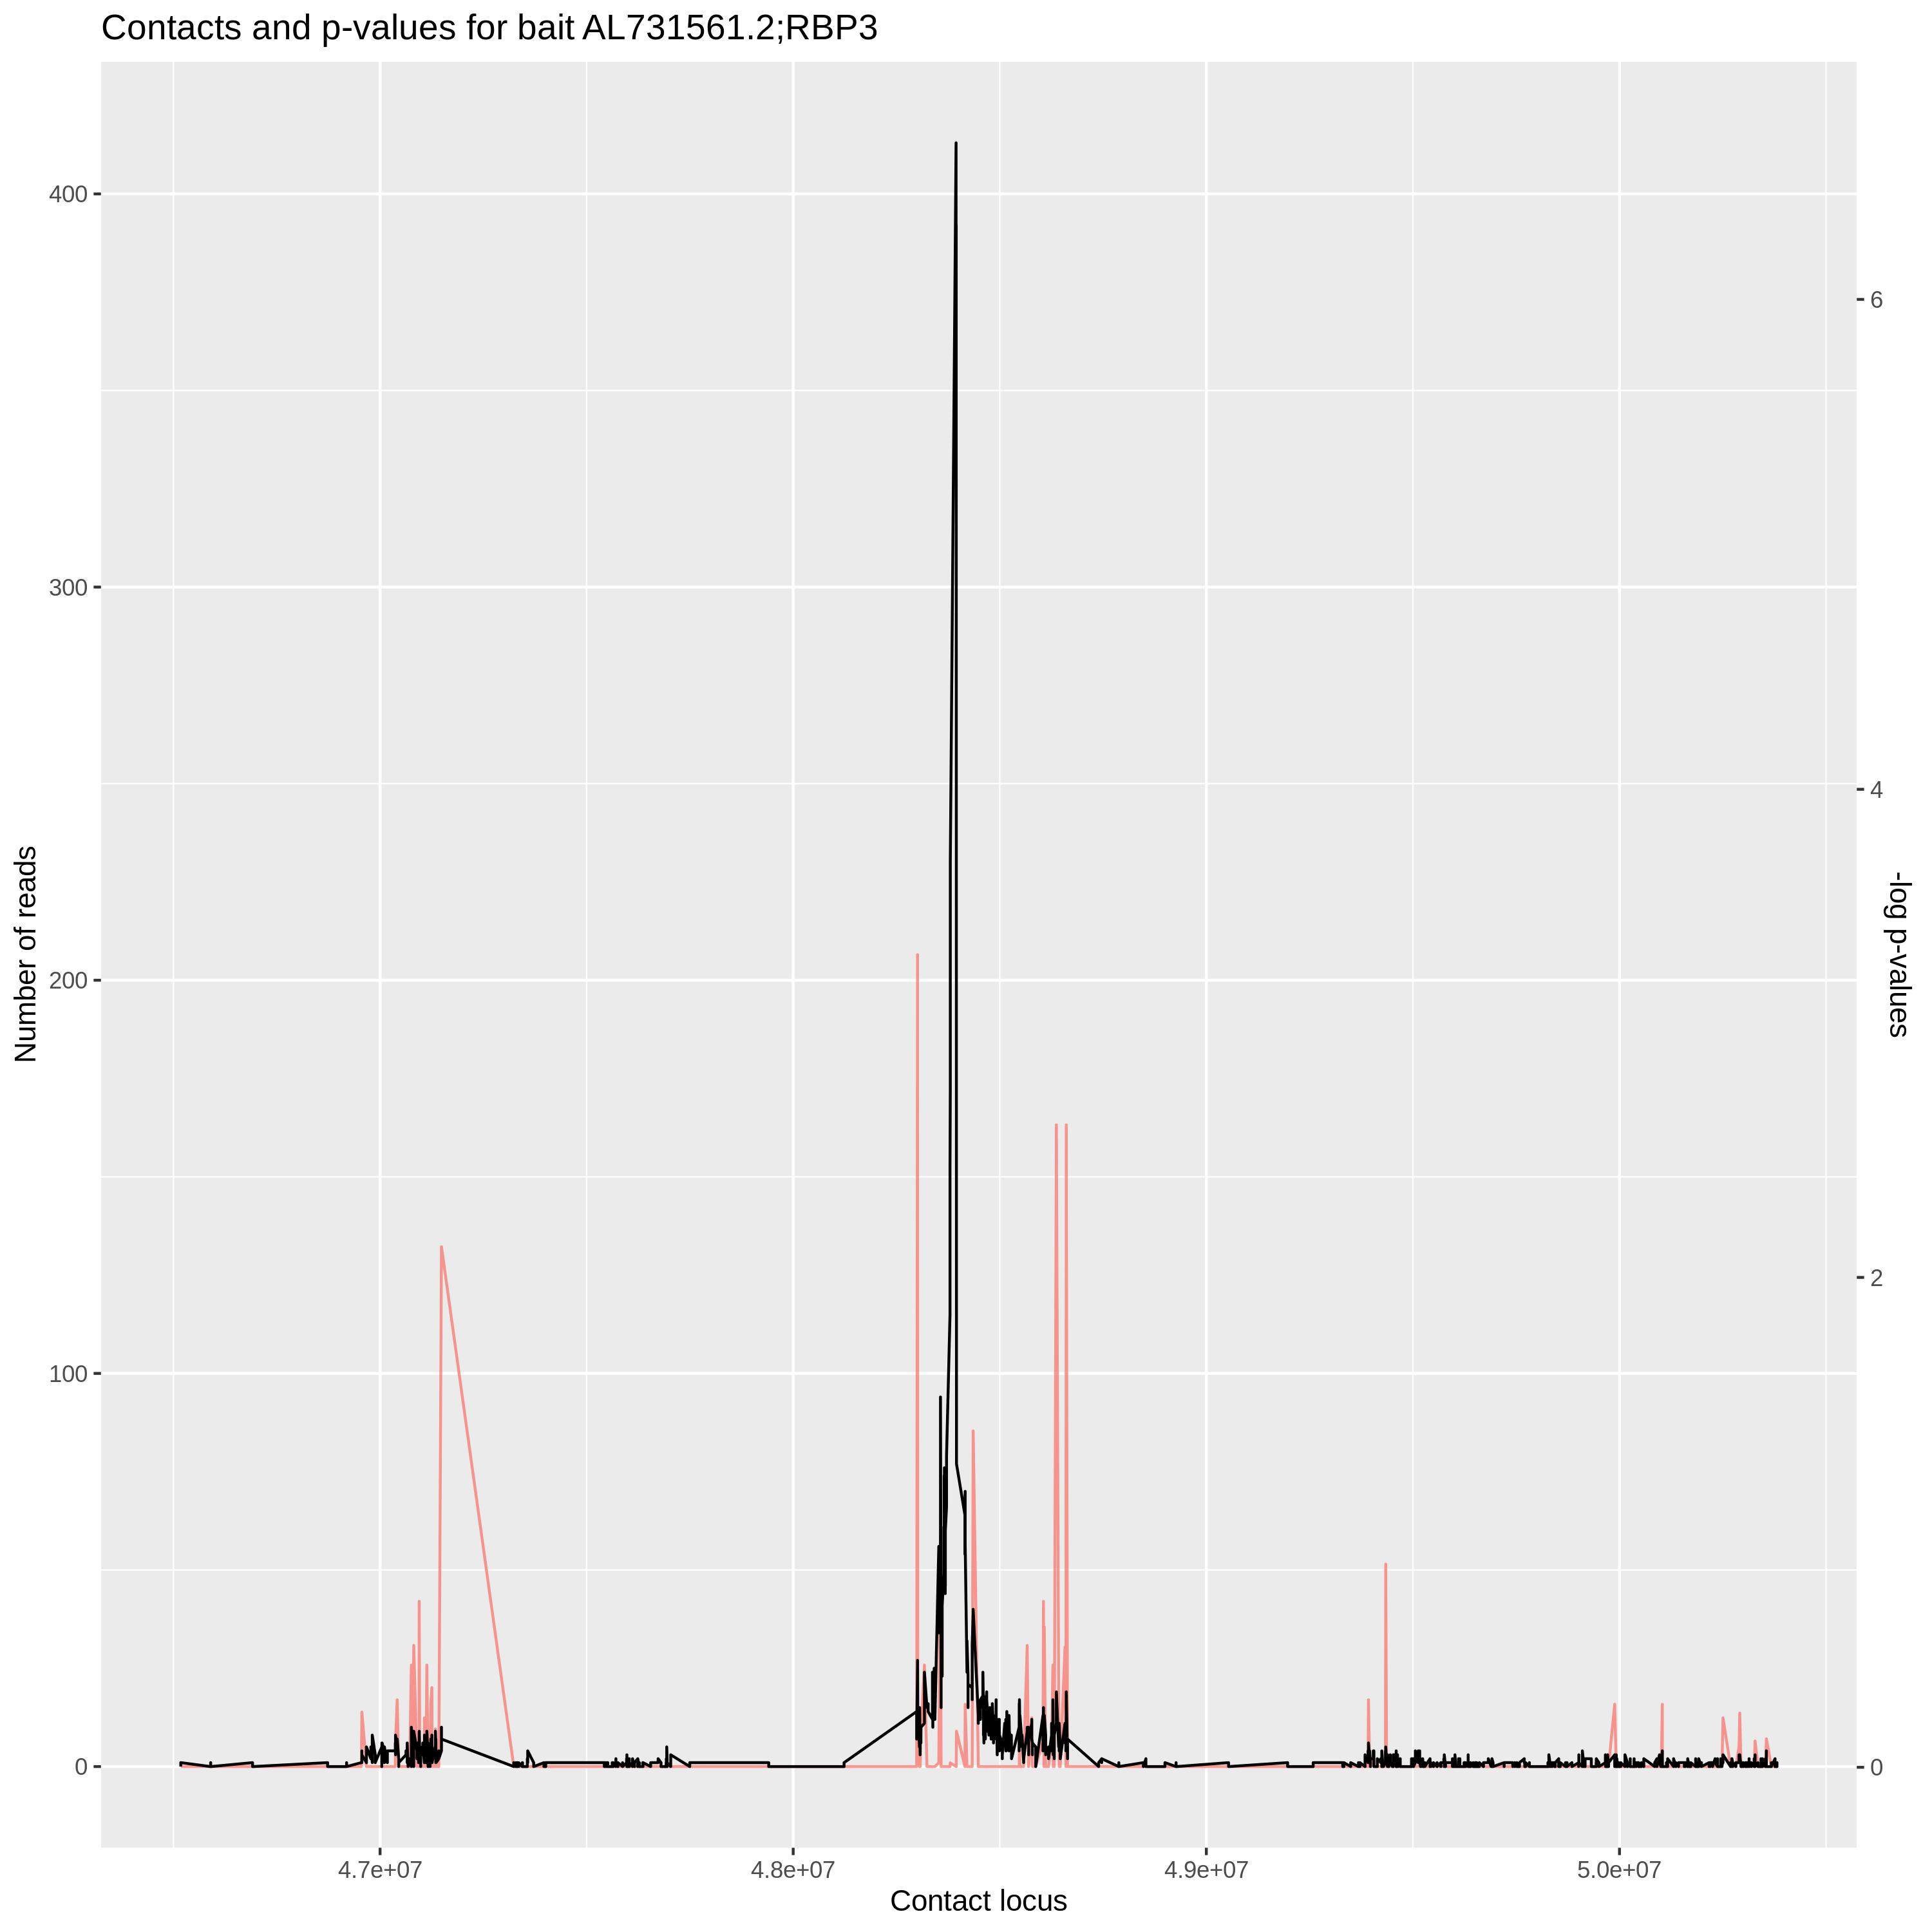 Contacts and p-values for bait AL731561.2;RBP3
400
300
200
100
0
Number of reads
6
4
2
0
-log p-values
4.7e+07
4.8e+07
4.9e+07
5.0e+07
Contact locus